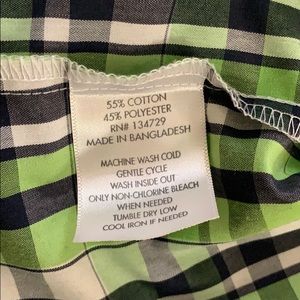 55% COTTON
45% POLYESTER
RN# 134729
MADE IN BANGLADESH
MACHINE WASH COLD
GENTLE CYCLE
WASH INSIDE OUT
ONLY NON-CHLORINE BLEACH
WHEN NEEDED
TUMBLE DRY LOW
COOL IRON IF NEEDED